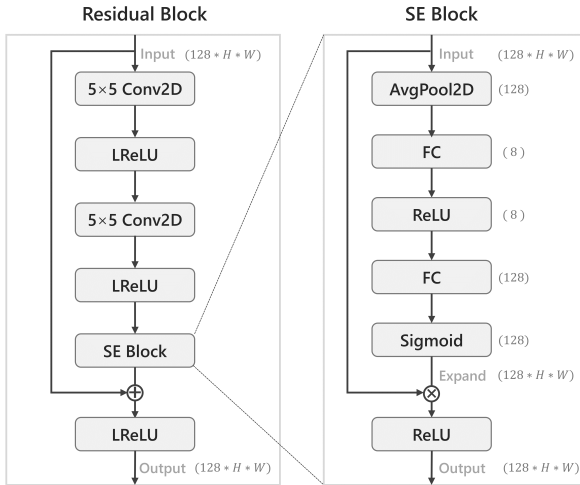 Residual Block
Input (128 * H * W)
5×5 Conv2D
LReLU
5×5 Conv2D
LReLU
SE Block
+
LReLU
Output (128 * H * W)
SE Block
Input (128 * H * W)
AvgPool2D (128)
FC (8)
ReLU (8)
FC (128)
Sigmoid (128)
Expand (128 * H * W)
×
ReLU
Output (128 * H * W)